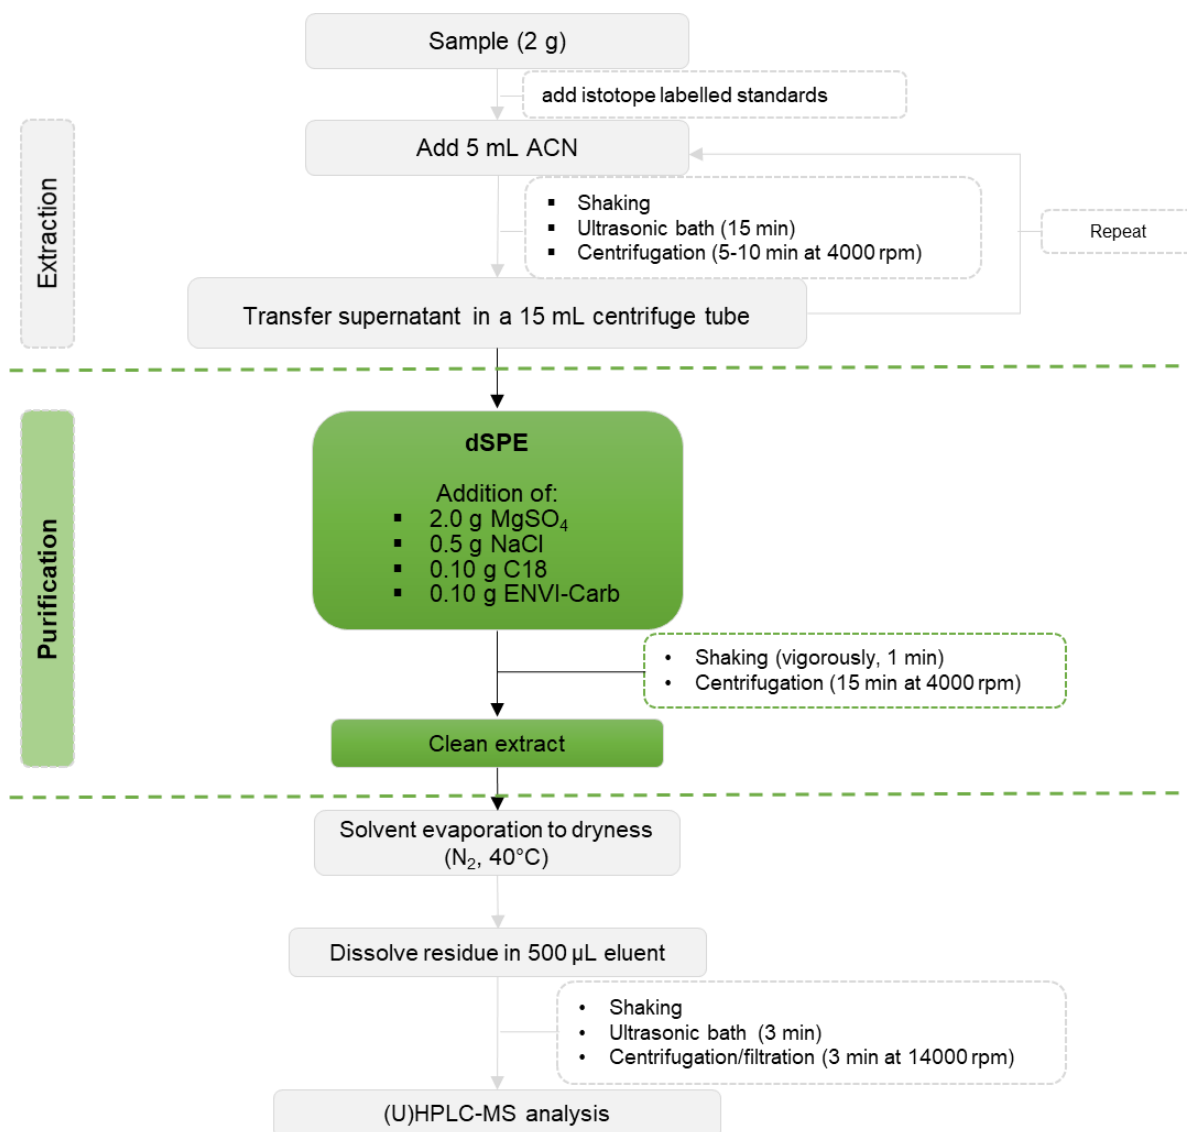 Sample (2 g)
add istotope labelled standards
Extraction
Add 5 mL ACN
▪ Shaking
▪ Ultrasonic bath (15 min)
▪ Centrifugation (5-10 min at 4000 rpm)
Repeat
Transfer supernatant in a 15 mL centrifuge tube
Purification
dSPE
Addition of:
▪ 2.0 g MgSO₄
▪ 0.5 g NaCl
▪ 0.10 g C18
▪ 0.10 g ENVI-Carb
• Shaking (vigorously, 1 min)
• Centrifugation (15 min at 4000 rpm)
Clean extract
Solvent evaporation to dryness
(N₂, 40°C)
Dissolve residue in 500 µL eluent
• Shaking
• Ultrasonic bath (3 min)
• Centrifugation/filtration (3 min at 14000 rpm)
(U)HPLC-MS analysis